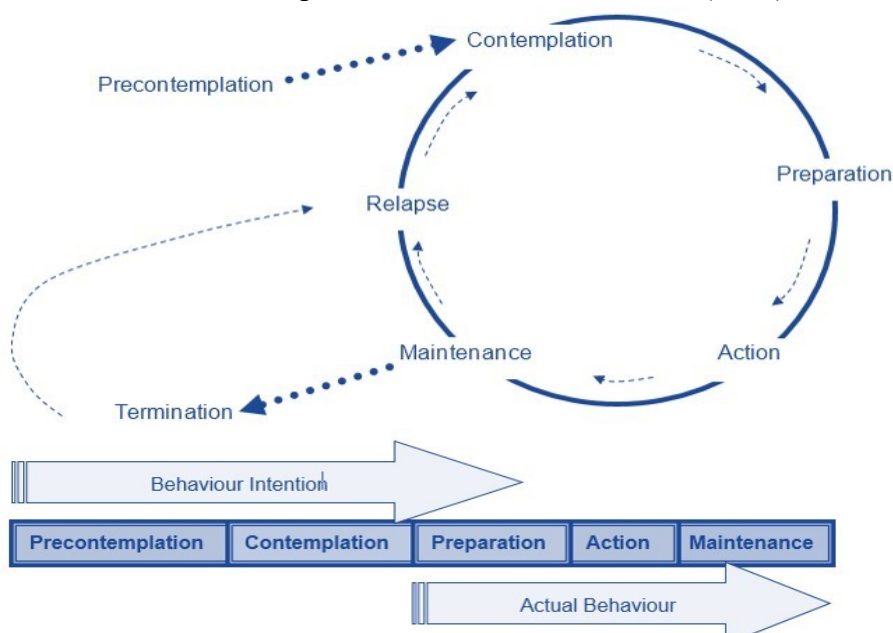 Contemplation
Precontemplation
Preparation
Relapse
Maintenance
Action
Termination
Behaviour Intention
Precontemplation Contemplation Preparation Action Maintenance
Actual Behaviour